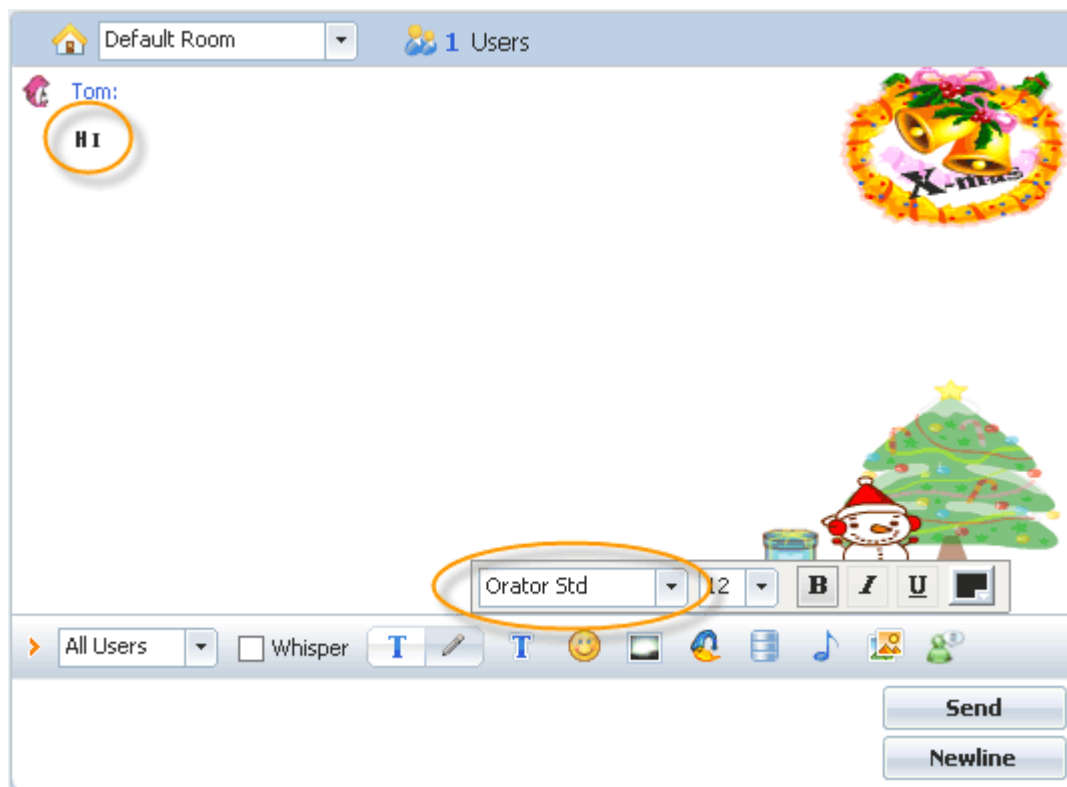 Default Room 1 Users
Tom:
HI
X-mas
Orator Std 12 B I U
All Users Whisper T T
Send
Newline